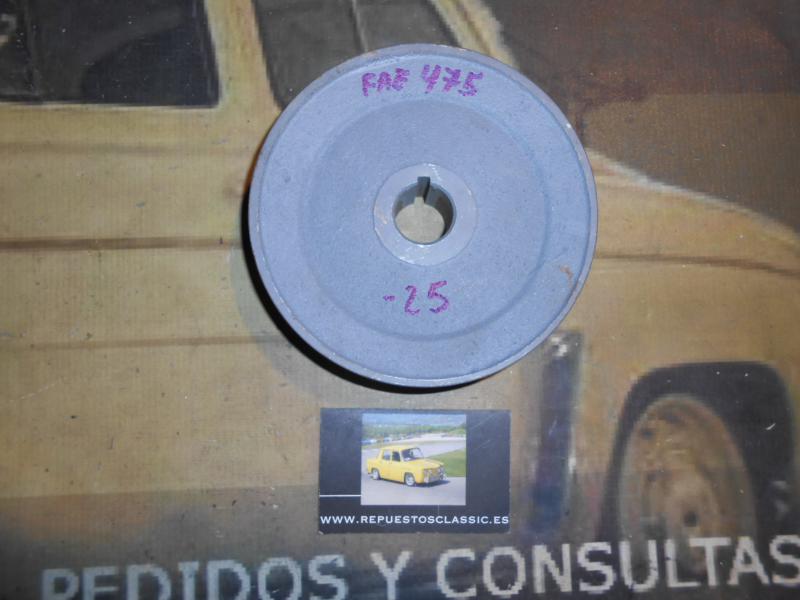 FAE 475
-25
WWW.REPUESTOSCLASSIC.ES
PEDIDOS Y CONSULTAS